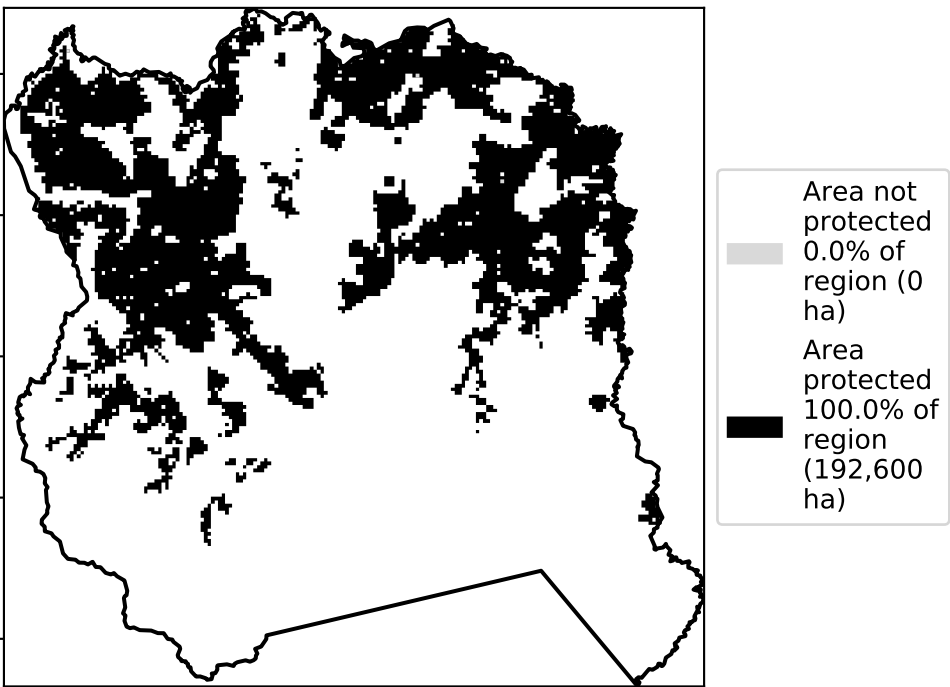 Area not
protected
0.0% of
region (0
ha)
Area
protected
100.0% of
region
(192,600
ha)